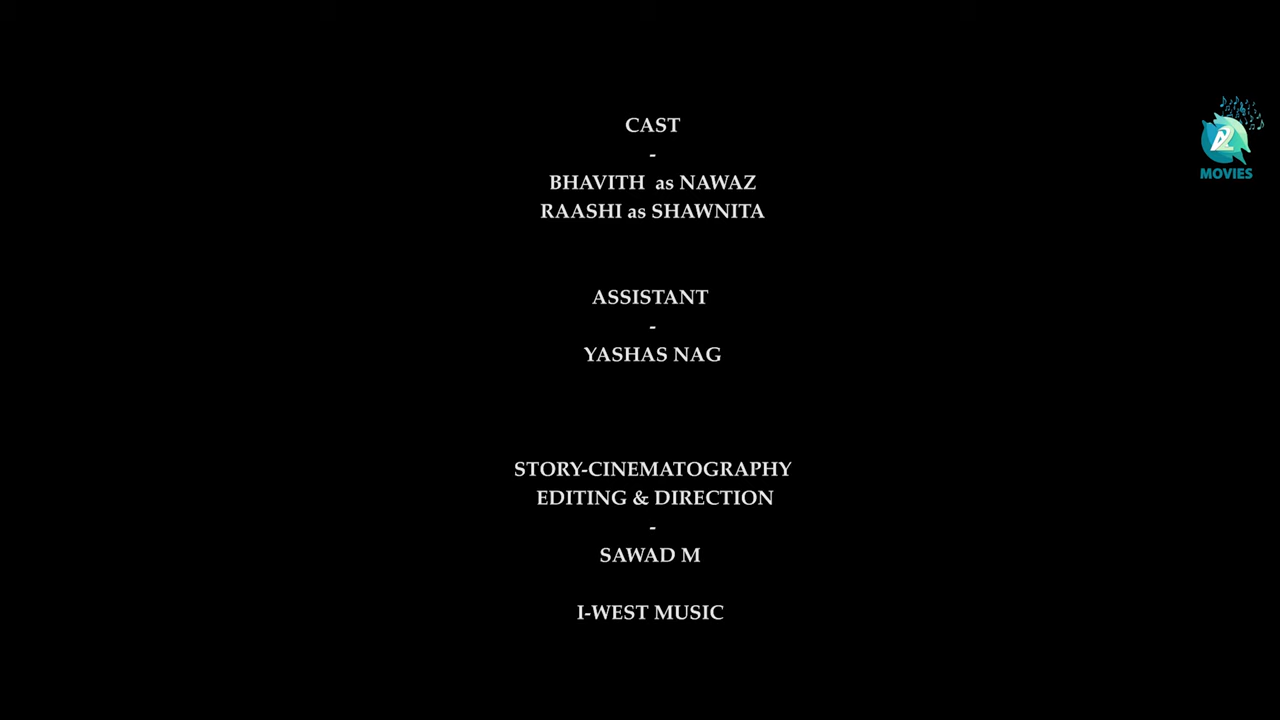 CAST
-
BHAVITH as NAWAZ
RAASHI as SHAWNITA
ASSISTANT
-
YASHAS NAG
STORY-CINEMATOGRAPHY
EDITING & DIRECTION
-
SAWAD M
I-WEST MUSIC
MOVIES